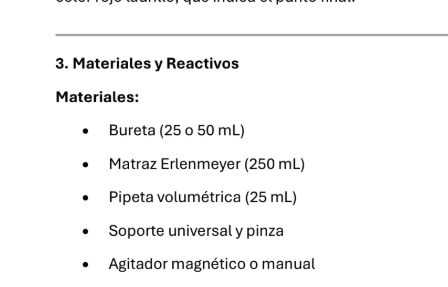 color rojo ladrillo, que indica el punto final.
3. Materiales y Reactivos
Materiales:
• Bureta (25 o 50 mL)
• Matraz Erlenmeyer (250 mL)
• Pipeta volumétrica (25 mL)
• Soporte universal y pinza
• Agitador magnético o manual